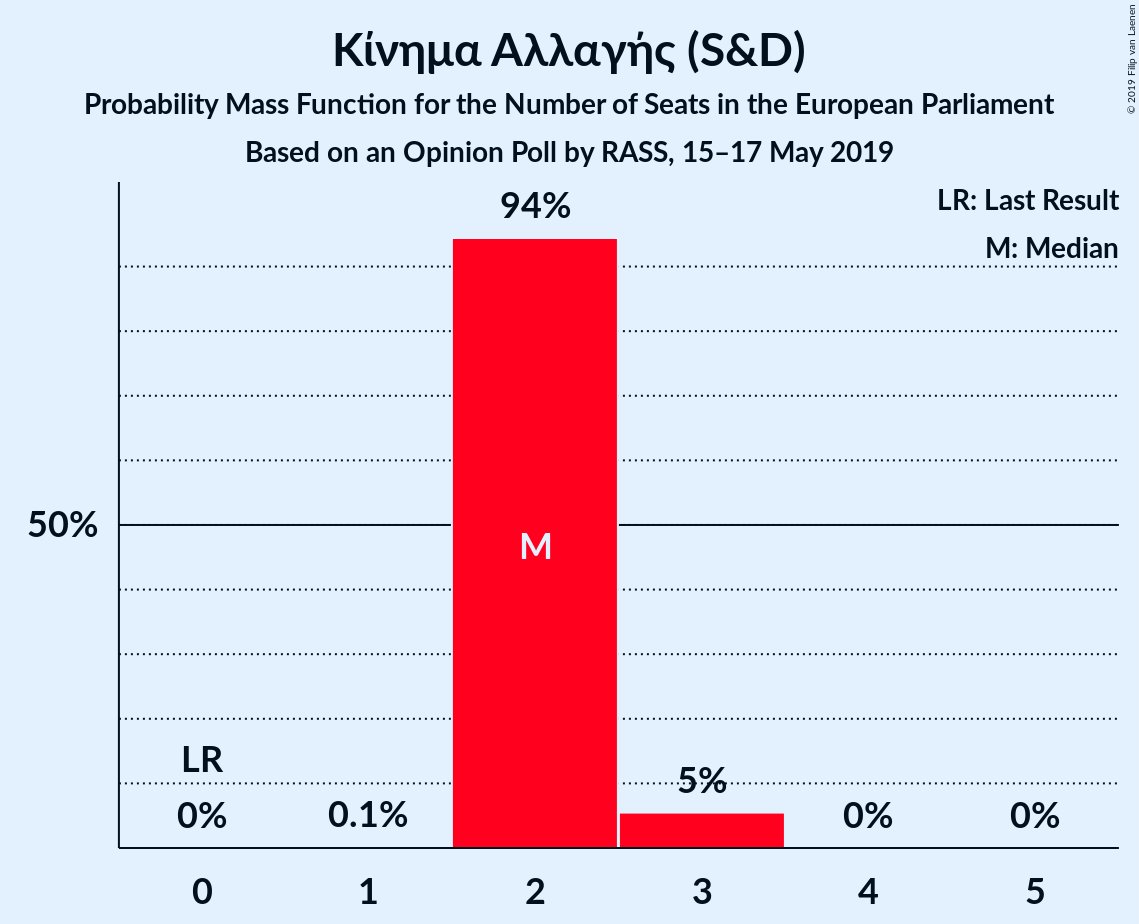 Κίνημα Αλλαγής (S&D)
Probability Mass Function for the Number of Seats in the European Parliament
Based on an Opinion Poll by RASS, 15–17 May 2019
© 2019 Filip van Laenen
LR: Last Result
M: Median
94%
50%
M
LR
0%
0.1%
5%
0%
0%
0
1
2
3
4
5